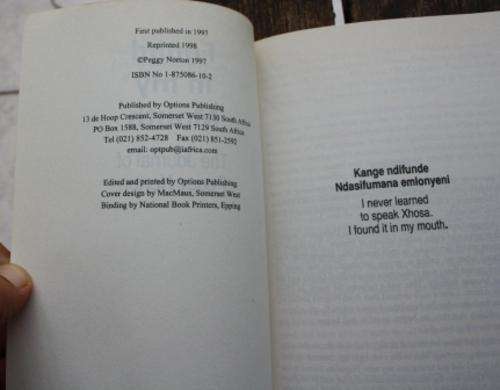 First published in 1995
Reprinted 1998
©Peggy Norton 1997
ISBN No 1-875086-10-2
Published by Options Publishing
13 de Hoop Crescent, Somerset West 7130 South Africa
PO Box 1588, Somerset West 7129 South Africa
Tel (021) 852-4728 Fax (021) 851-2592
email: optpub@iafrica.com
Edited and printed by Options Publishing
Cover design by MacMaux, Somerset West
Binding by National Book Printers, Epping
Kange ndifunde
Ndasifumana emlonyeni
I never learned
to speak Xhosa.
I found it in my mouth.